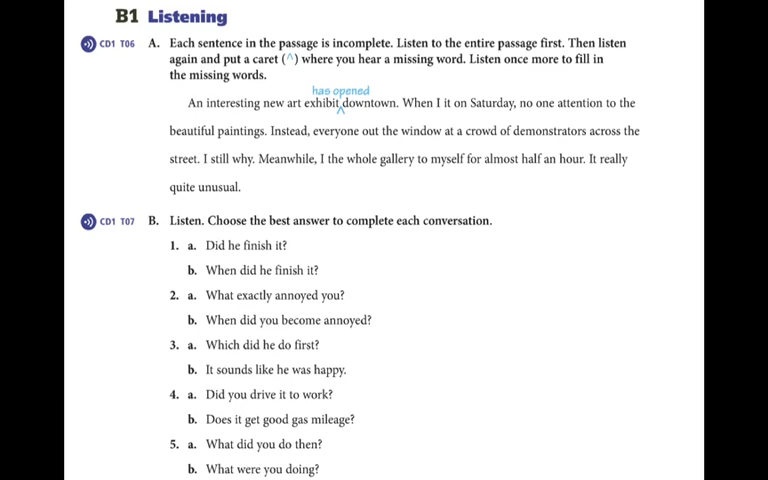 B1 Listening
CD1 T06 A. Each sentence in the passage is incomplete. Listen to the entire passage first. Then listen
again and put a caret (^) where you hear a missing word. Listen once more to fill in
the missing words.
has opened
An interesting new art exhibit^downtown. When I it on Saturday, no one attention to the
beautiful paintings. Instead, everyone out the window at a crowd of demonstrators across the
street. I still why. Meanwhile, I the whole gallery to myself for almost half an hour. It really
quite unusual.
CD1 T07 B. Listen. Choose the best answer to complete each conversation.
1. a. Did he finish it?
b. When did he finish it?
2. a. What exactly annoyed you?
b. When did you become annoyed?
3. a. Which did he do first?
b. It sounds like he was happy.
4. a. Did you drive it to work?
b. Does it get good gas mileage?
5. a. What did you do then?
b. What were you doing?